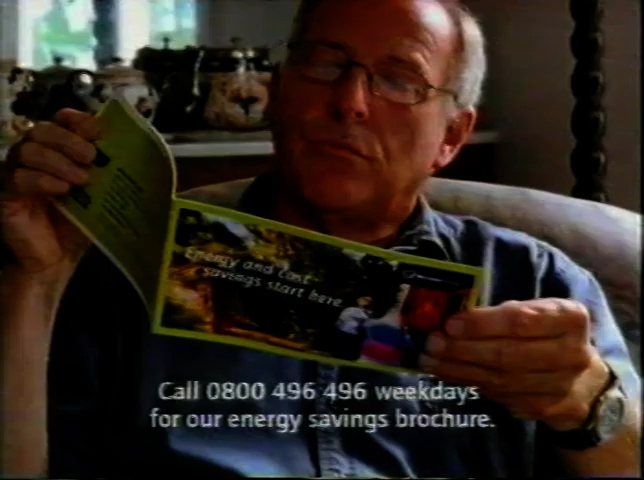 Energy and cost
savings start here
Call 0800 496 496 weekdays
for our energy savings brochure.